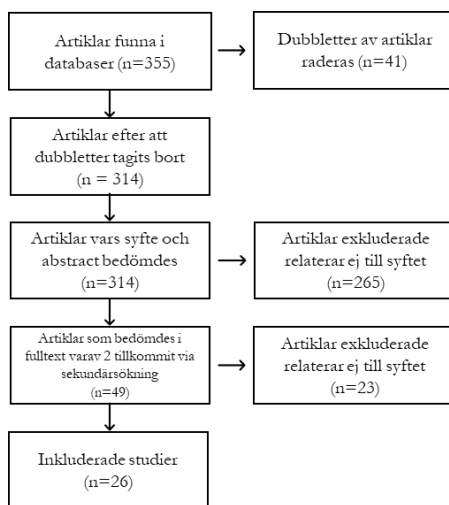 Artiklar funna i
databaser (n=355)
Dubbletter av artiklar
raderas (n=41)
Artiklar efter att
dubbletter tagits bort
(n = 314)
Artiklar vars syfte och
abstract bedömdes
(n=314)
Artiklar exkluderade
relaterar ej till syftet
(n=265)
Artiklar som bedömdes i
fulltext varav 2 tillkommit via
sekundärsökning
(n=49)
Artiklar exkluderade
relaterar ej till syftet
(n=23)
Inkluderade studier
(n=26)